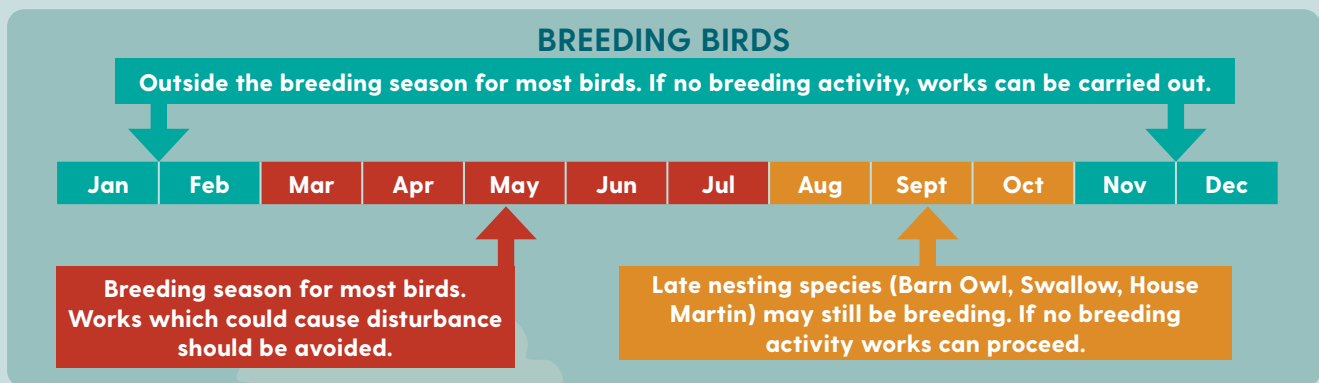 BREEDING BIRDS
Outside the breeding season for most birds. If no breeding activity, works can be carried out.
Jan Feb Mar Apr May Jun Jul Aug Sept Oct Nov Dec
Breeding season for most birds.
Works which could cause disturbance
should be avoided.
Late nesting species (Barn Owl, Swallow, House
Martin) may still be breeding. If no breeding
activity works can proceed.